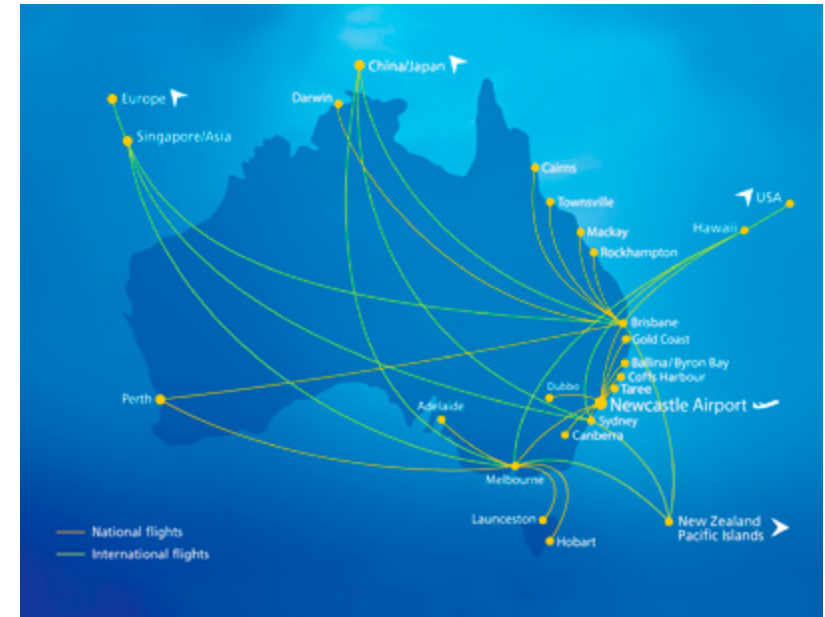 China/Japan
Europe
Darwin
Singapore/Asia
Cairns
USA
Townsville
Hawaii
Mackay
Rockhampton
Brisbane
Gold Coast
Ballina/Byron Bay
Coffs Harbour
Dubbo
Taree
Perth
Newcastle Airport
Adelaide
Sydney
Canberra
Melbourne
Launceston
New Zealand
Pacific Islands
National flights
Hobart
International flights